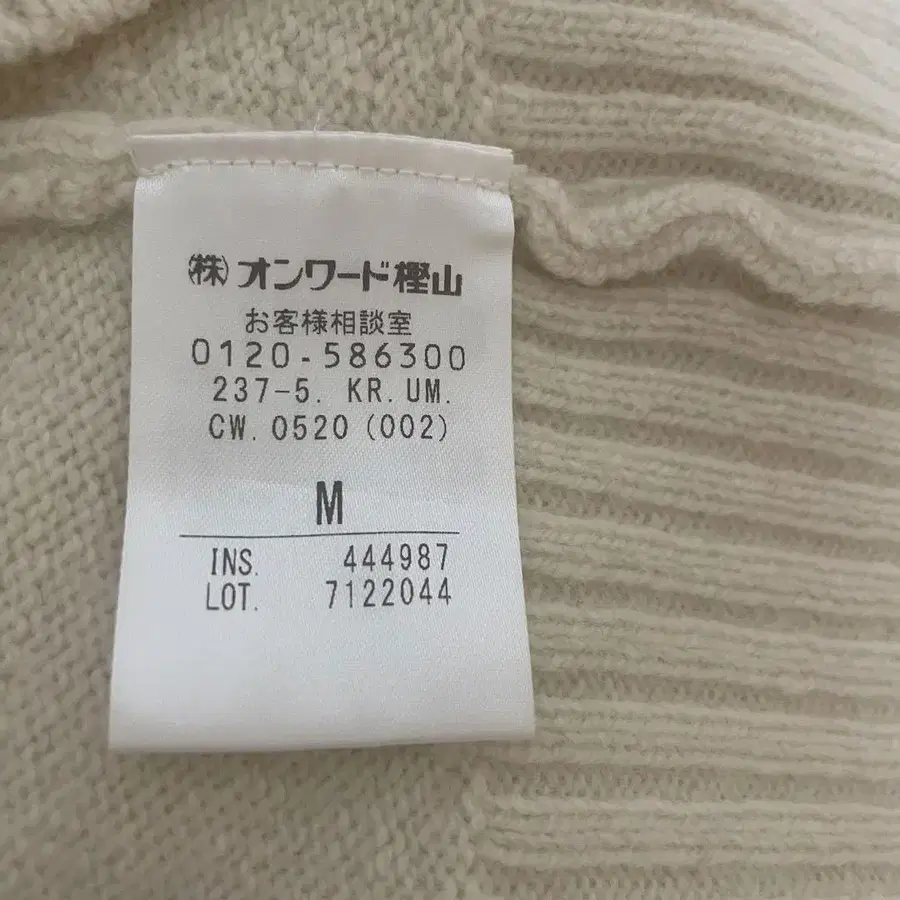 ㈱オンワード樫山
お客様相談室
0120-586300
237-5. KR. UM.
CW. 0520 (002)
M
INS. 444987
LOT. 7122044